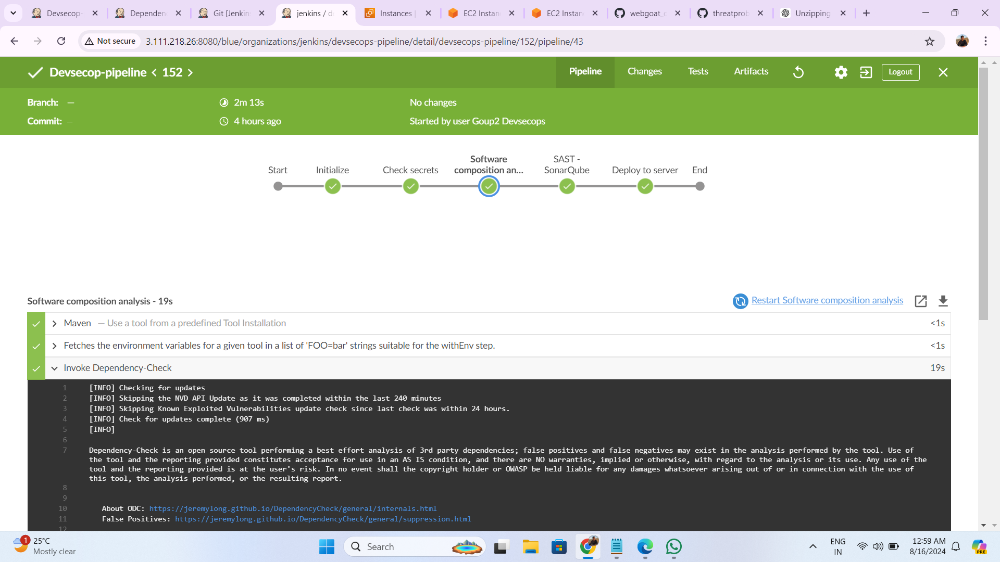 Devsecop-
Dependen
Git [Jenkin
jenkins / de
Instances |
EC2 Instan
EC2 Instan
webgoat_c
threatprob
Unzipping
Not secure
3.111.218.26:8080/blue/organizations/jenkins/devsecops-pipeline/detail/devsecops-pipeline/152/pipeline/43
Devsecop-pipeline < 152 >
Pipeline
Changes
Tests
Artifacts
Logout
Branch: —
2m 13s
No changes
Commit: —
4 hours ago
Started by user Goup2 Devsecops
Start
Initialize
Check secrets
Software
composition an...
SAST -
SonarQube
Deploy to server
End
Software composition analysis - 19s
Restart Software composition analysis
Maven — Use a tool from a predefined Tool Installation
<1s
Fetches the environment variables for a given tool in a list of 'FOO=bar' strings suitable for the withEnv step.
<1s
Invoke Dependency-Check
19s
1 [INFO] Checking for updates
2 [INFO] Skipping the NVD API Update as it was completed within the last 240 minutes
3 [INFO] Skipping Known Exploited Vulnerabilities update check since last check was within 24 hours.
4 [INFO] Check for updates complete (907 ms)
5 [INFO]
6
7 Dependency-Check is an open source tool performing a best effort analysis of 3rd party dependencies; false positives and false negatives may exist in the analysis performed by the tool. Use of
the tool and the reporting provided constitutes acceptance for use in an AS IS condition, and there are NO warranties, implied or otherwise, with regard to the analysis or its use. Any use of the
tool and the reporting provided is at the user's risk. In no event shall the copyright holder or OWASP be held liable for any damages whatsoever arising out of or in connection with the use of
this tool, the analysis performed, or the resulting report.
8
9
10 About ODC: https://jeremylong.github.io/DependencyCheck/general/internals.html
11 False Positives: https://jeremylong.github.io/DependencyCheck/general/suppression.html
12
1
25°C
Mostly clear
Search
ENG
IN
12:59 AM
8/16/2024
PRE